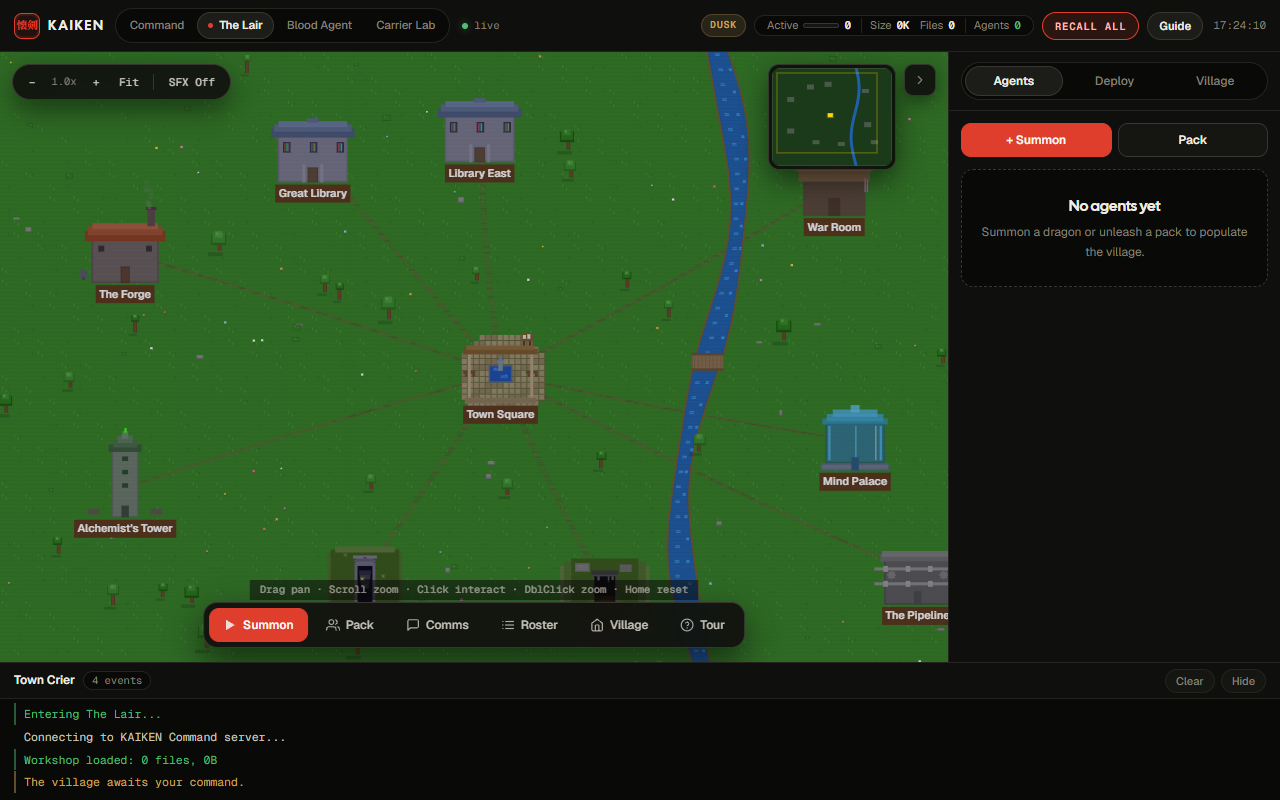 懐剣 KAIKEN Command The Lair Blood Agent Carrier Lab live DUSK Active 0 Size 0K Files 0 Agents 0 RECALL ALL Guide 17:24:10
− 1.0x + Fit SFX Off
Agents Deploy Village
+ Summon Pack
No agents yet
Summon a dragon or unleash a pack to populate
the village.
Library East
Great Library
War Room
The Forge
Town Square
Mind Palace
Alchemist's Tower
Drag pan · Scroll zoom · Click interact · DblClick zoom · Home reset
The Pipeline
Summon Pack Comms Roster Village Tour
Town Crier 4 events Clear Hide
Entering The Lair...
Connecting to KAIKEN Command server...
Workshop loaded: 0 files, 0B
The village awaits your command.